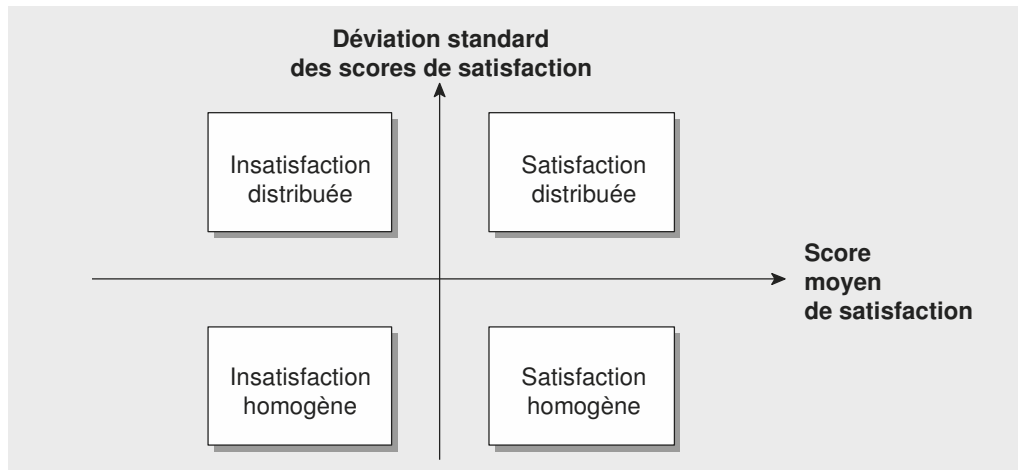 Déviation standard
des scores de satisfaction
Insatisfaction
distribuée
Satisfaction
distribuée
Score
moyen
de satisfaction
Insatisfaction
homogène
Satisfaction
homogène